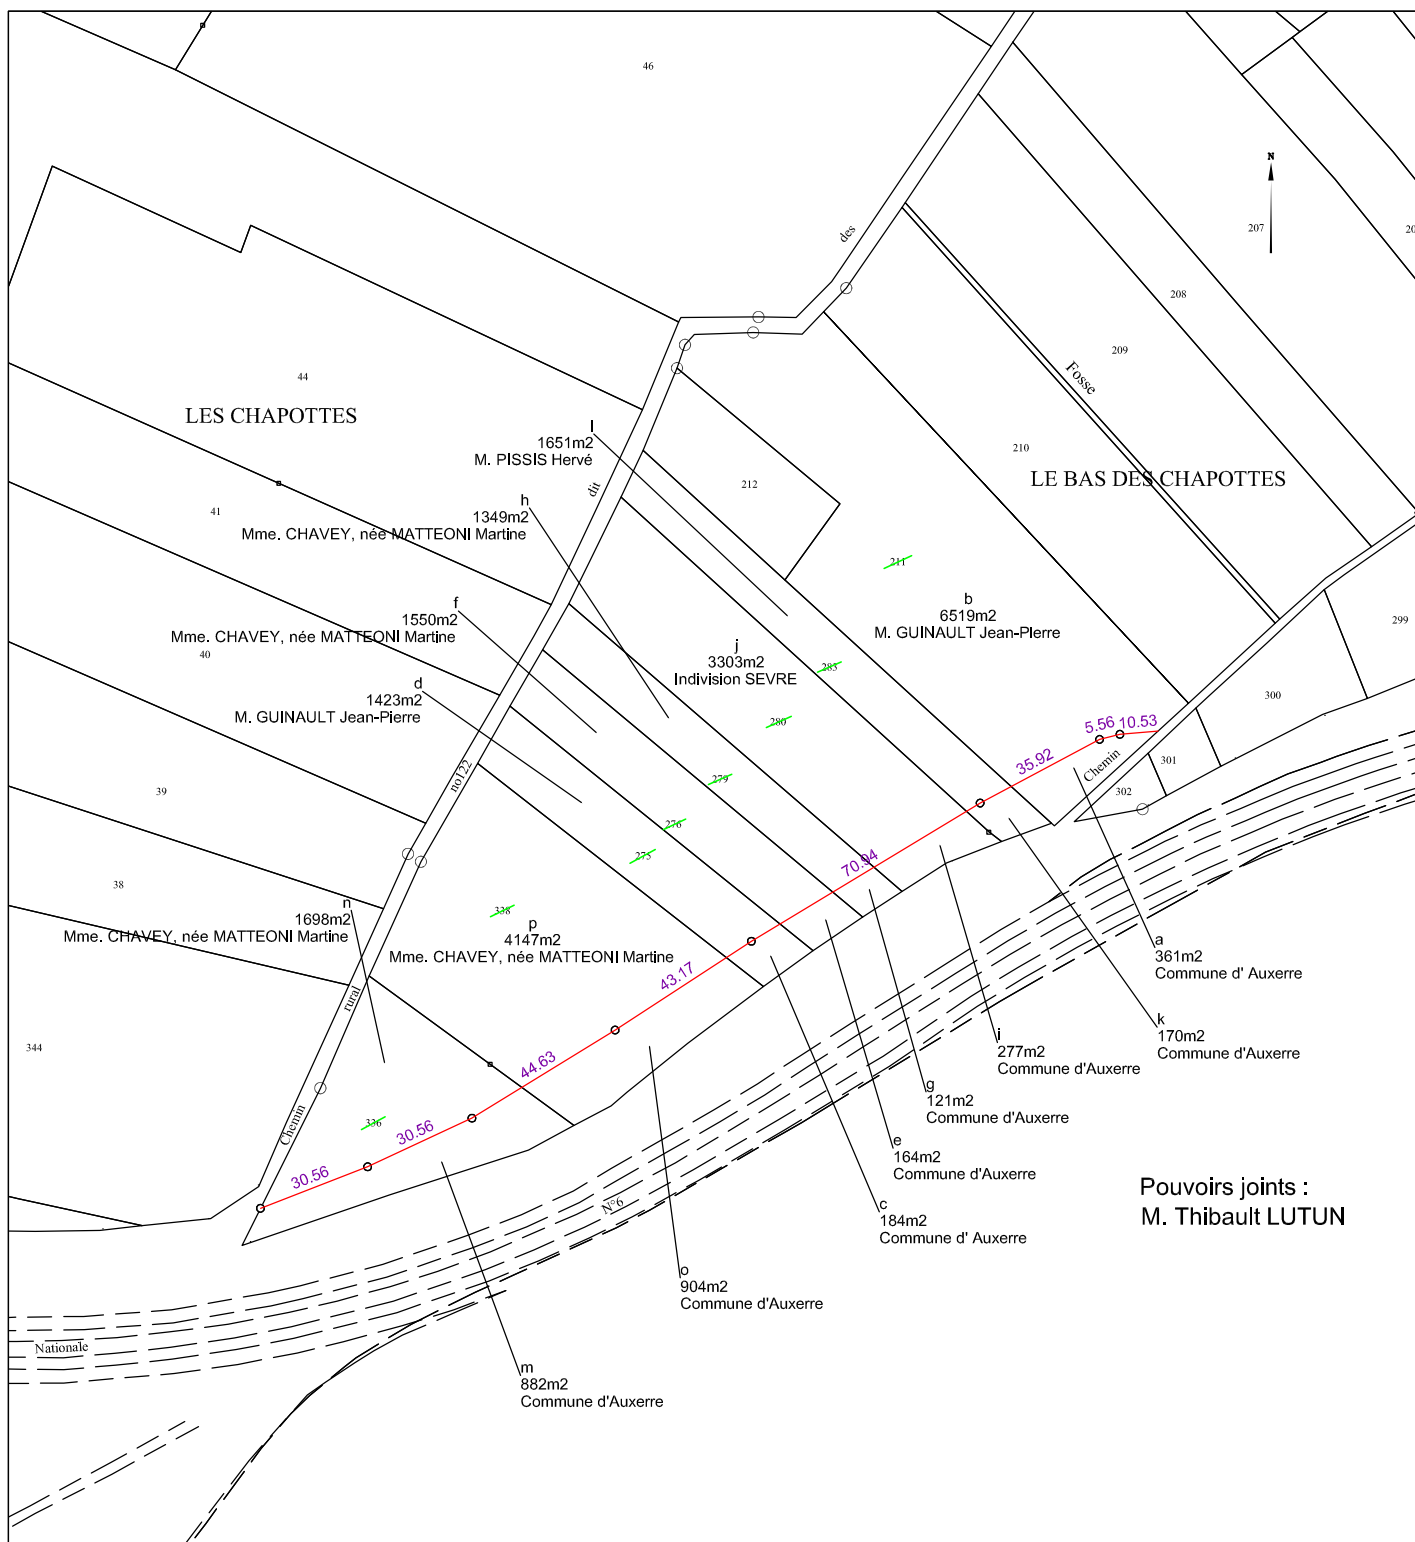 46
N
207
20
des
208
209
Fosse
44
LES CHAPOTTES
l
1651m2
M. PISSIS Hervé
210
LE BAS DES CHAPOTTES
dit
212
h
1349m2
Mme. CHAVEY, née MATTEONI Martine
41
211
f
1550m2
Mme. CHAVEY, née MATTEONI Martine
b
6519m2
M. GUINAULT Jean-PIerre
299
40
j
3303m2
Indivision SEVRE
283
d
1423m2
M. GUINAULT Jean-Pierre
300
280
5.56
10.53
35.92
Chemin
301
302
no122
279
39
276
275
70.94
38
n
1698m2
Mme. CHAVEY, née MATTEONI Martine
338
p
4147m2
Mme. CHAVEY, née MATTEONI Martine
a
361m2
Commune d' Auxerre
43.17
rural
344
k
170m2
Commune d'Auxerre
i
277m2
Commune d'Auxerre
44.63
g
121m2
Commune d'Auxerre
Chemin
336
30.56
e
164m2
Commune d'Auxerre
30.56
N°6
c
184m2
Commune d' Auxerre
Pouvoirs joints :
M. Thibault LUTUN
o
904m2
Commune d'Auxerre
Nationale
m
882m2
Commune d'Auxerre